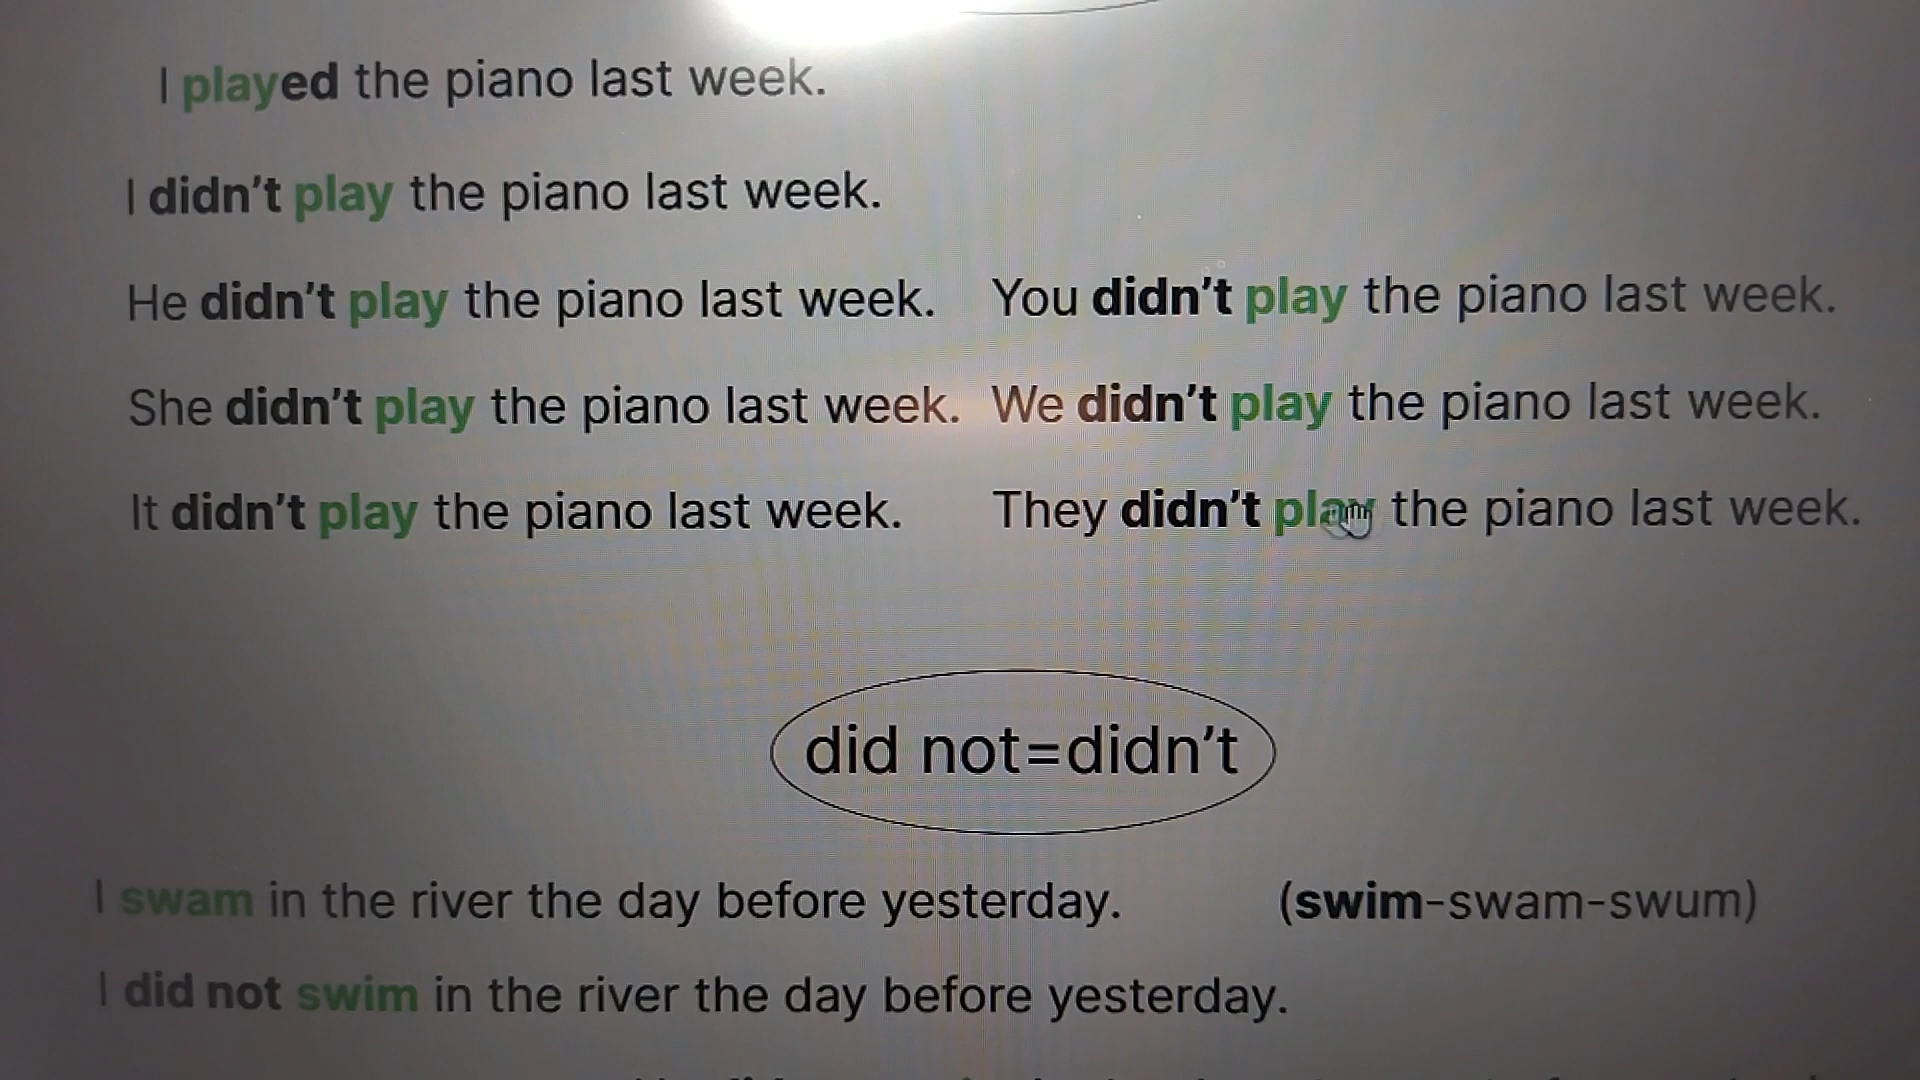 I played the piano last week.
I didn't play the piano last week.
He didn't play the piano last week. You didn't play the piano last week.
She didn't play the piano last week. We didn't play the piano last week.
It didn't play the piano last week. They didn't play the piano last week.
did not=didn't
I swam in the river the day before yesterday. (swim-swam-swum)
I did not swim in the river the day before yesterday.